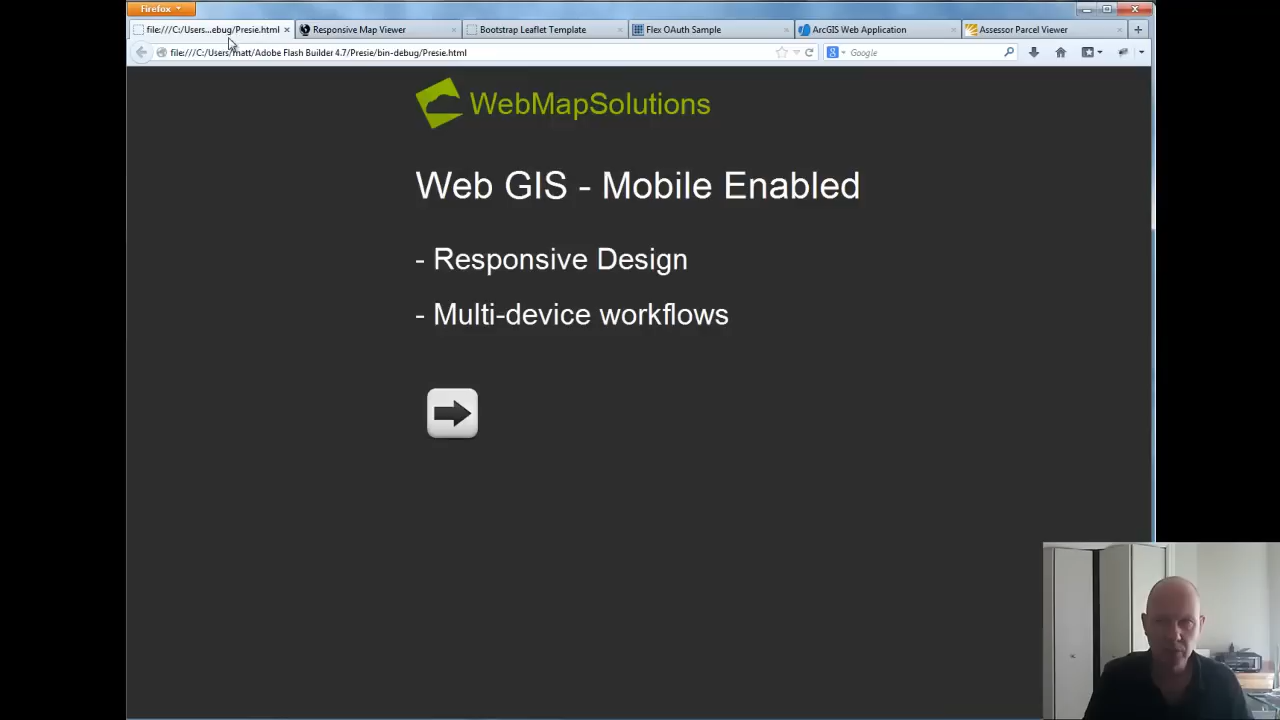 Firefox
file:///C:/Users...ebug/Presie.html
Responsive Map Viewer
Bootstrap Leaflet Template
Flex OAuth Sample
ArcGIS Web Application
Assessor Parcel Viewer
file:///C:/Users/matt/Adobe Flash Builder 4.7/Presie/bin-debug/Presie.html
Google
WebMapSolutions
Web GIS - Mobile Enabled
- Responsive Design
- Multi-device workflows